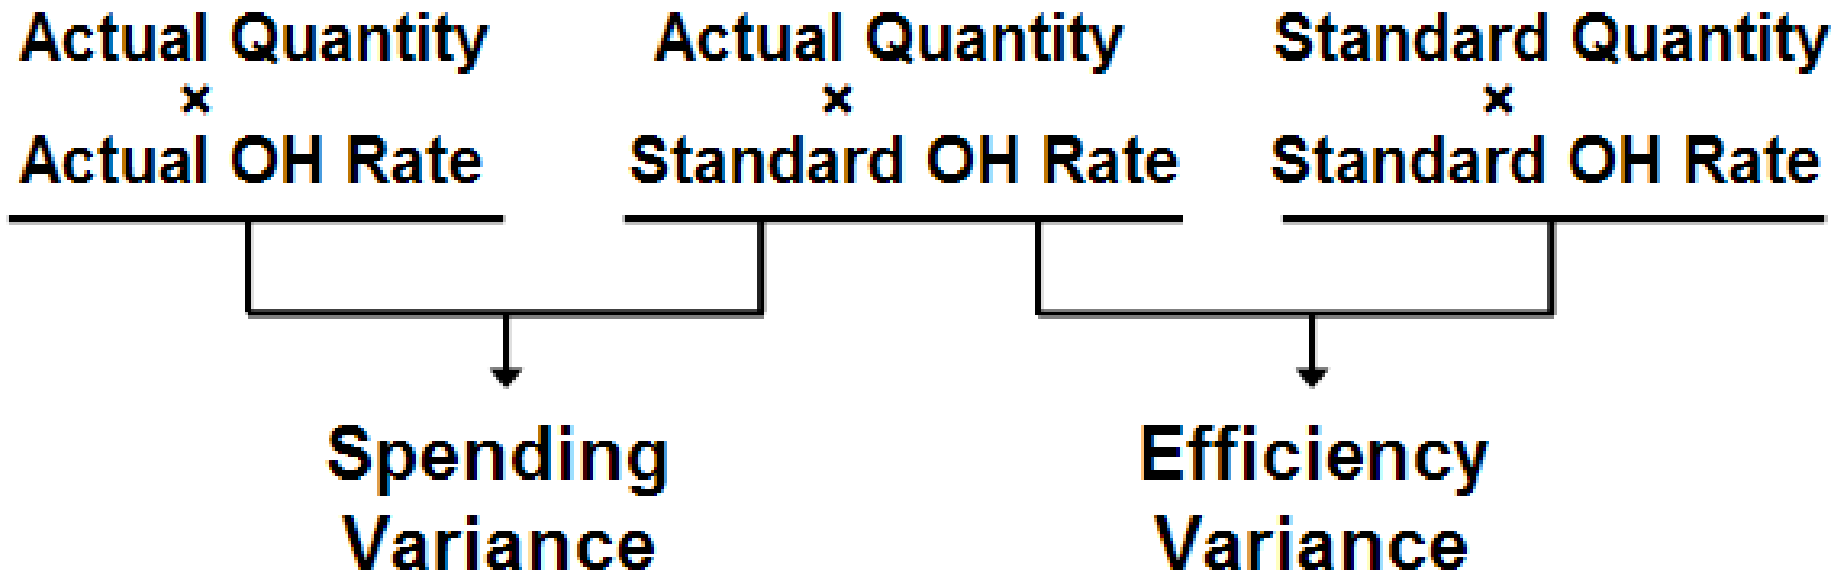 Actual Quantity
×
Actual OH Rate
Actual Quantity
×
Standard OH Rate
Standard Quantity
×
Standard OH Rate
Spending
Variance
Efficiency
Variance